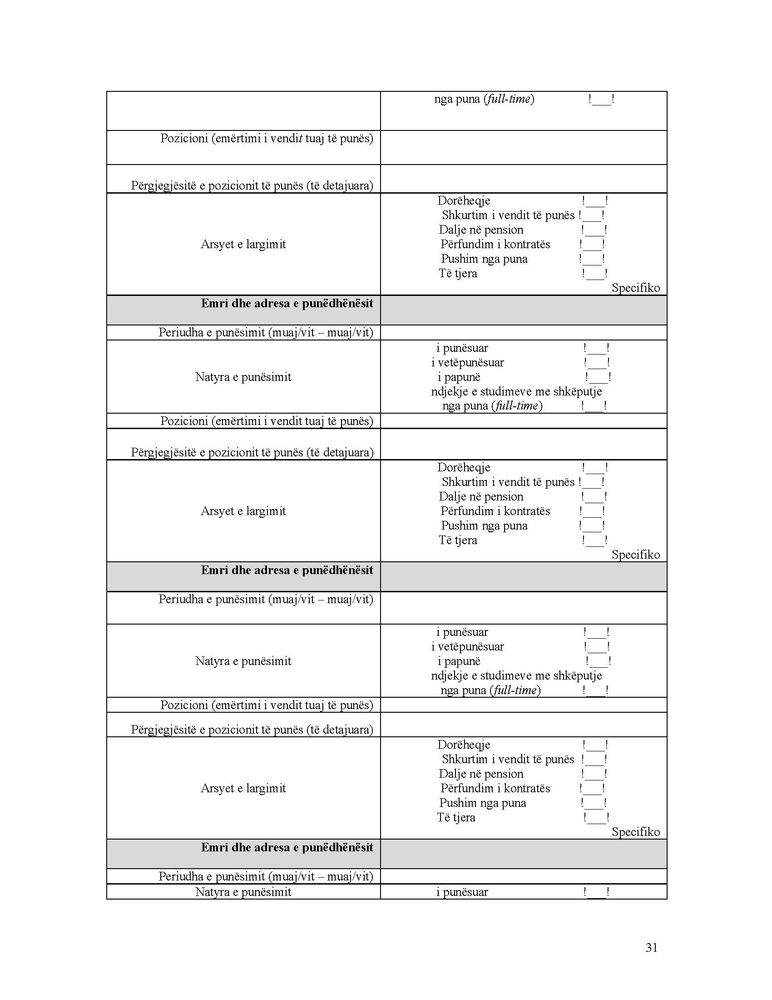 nga puna (full-time) !___!
Pozicioni (emërtimi i vendit tuaj të punës)
Përgjegjësitë e pozicionit të punës (të detajuara)
Arsyet e largimit
Dorëheqje !___!
Shkurtim i vendit të punës !___!
Dalje në pension !___!
Përfundim i kontratës !___!
Pushim nga puna !___!
Të tjera !___!
Specifiko
Emri dhe adresa e punëdhënësit
Periudha e punësimit (muaj/vit – muaj/vit)
Natyra e punësimit
i punësuar !___!
i vetëpunësuar !___!
i papunë !___!
ndjekje e studimeve me shkëputje
nga puna (full-time) !___!
Pozicioni (emërtimi i vendit tuaj të punës)
Përgjegjësitë e pozicionit të punës (të detajuara)
Arsyet e largimit
Dorëheqje !___!
Shkurtim i vendit të punës !___!
Dalje në pension !___!
Përfundim i kontratës !___!
Pushim nga puna !___!
Të tjera !___!
Specifiko
Emri dhe adresa e punëdhënësit
Periudha e punësimit (muaj/vit – muaj/vit)
Natyra e punësimit
i punësuar !___!
i vetëpunësuar !___!
i papunë !___!
ndjekje e studimeve me shkëputje
nga puna (full-time) !___!
Pozicioni (emërtimi i vendit tuaj të punës)
Përgjegjësitë e pozicionit të punës (të detajuara)
Arsyet e largimit
Dorëheqje !___!
Shkurtim i vendit të punës !___!
Dalje në pension !___!
Përfundim i kontratës !___!
Pushim nga puna !___!
Të tjera !___!
Specifiko
Emri dhe adresa e punëdhënësit
Periudha e punësimit (muaj/vit – muaj/vit)
Natyra e punësimit
i punësuar !___!
31